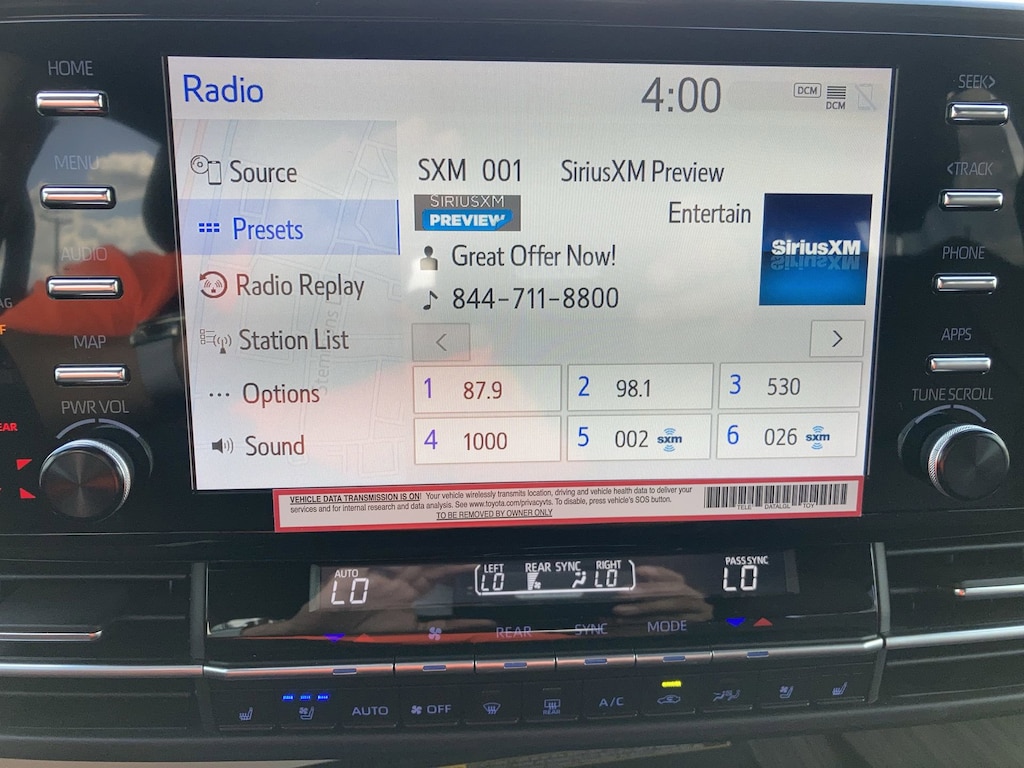 HOME
MENU
AUDIO
MAP
PWR VOL
Radio
4:00
DCM
DCM
Source
Presets
Radio Replay
Station List
Options
Sound
SXM 001 SiriusXM Preview
SIRIUSXM
PREVIEW
Entertain
SiriusXM
Great Offer Now!
844-711-8800
1 87.9
2 98.1
3 530
4 1000
5 002 sxm
6 026 sxm
SEEK>
<TRACK
PHONE
APPS
TUNE SCROLL
VEHICLE DATA TRANSMISSION IS ON! Your vehicle wirelessly transmits location, driving and vehicle health data to deliver your
services and for internal research and data analysis. See www.toyota.com/privacyvts. To disable, press vehicle's SOS button.
TO BE REMOVED BY OWNER ONLY
TELE DATALGL TOY
AUTO
LO
LEFT REAR SYNC RIGHT
LO LO
PASS SYNC
LO
REAR SYNC MODE
AUTO OFF REAR A/C